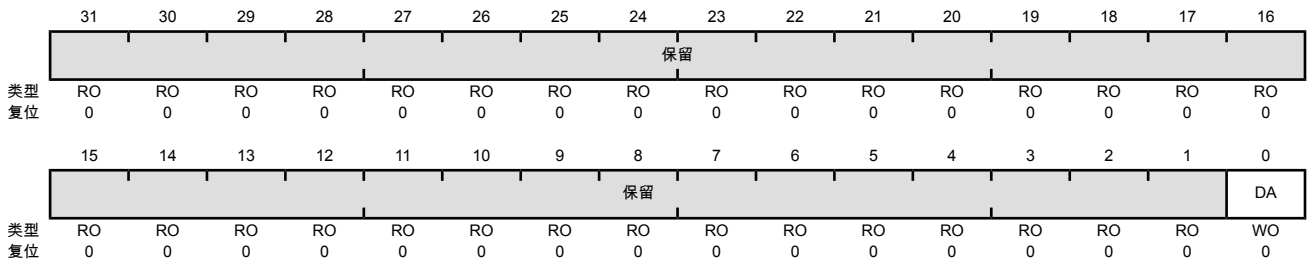 31 30 29 28 27 26 25 24 23 22 21 20 19 18 17 16
保留
类型 RO RO RO RO RO RO RO RO RO RO RO RO RO RO RO RO
复位 0 0 0 0 0 0 0 0 0 0 0 0 0 0 0 0
15 14 13 12 11 10 9 8 7 6 5 4 3 2 1 0
保留 DA
类型 RO RO RO RO RO RO RO RO RO RO RO RO RO RO RO WO
复位 0 0 0 0 0 0 0 0 0 0 0 0 0 0 0 0